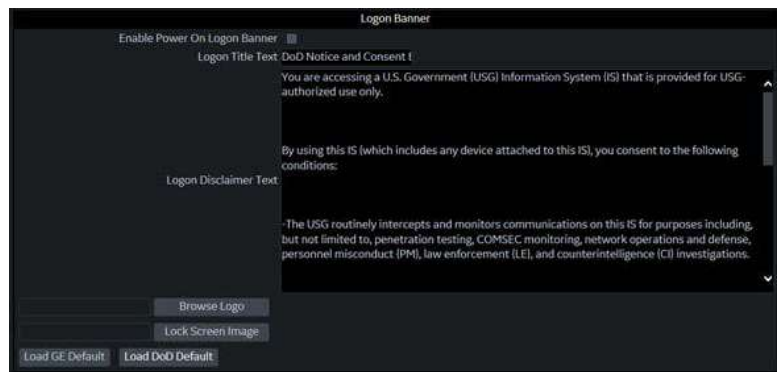 Logon Banner
Enable Power On Logon Banner
Logon Title Text DoD Notice and Consent E
You are accessing a U.S. Government (USG) Information System (IS) that is provided for USG-
authorized use only.
By using this IS (which includes any device attached to this IS), you consent to the following
conditions:
Logon Disclaimer Text
-The USG routinely intercepts and monitors communications on this IS for purposes including,
but not limited to, penetration testing, COMSEC monitoring, network operations and defense,
personnel misconduct (PM), law enforcement (LE), and counterintelligence (CI) investigations.
Browse Logo
Lock Screen Image
Load GE Default Load DoD Default